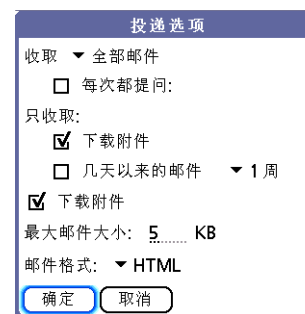 投递选项
收取 全部邮件
每次都提问:
只收取:
下载附件
几天以来的邮件 1 周
下载附件
最大邮件大小: 5 KB
邮件格式: HTML
确定 取消